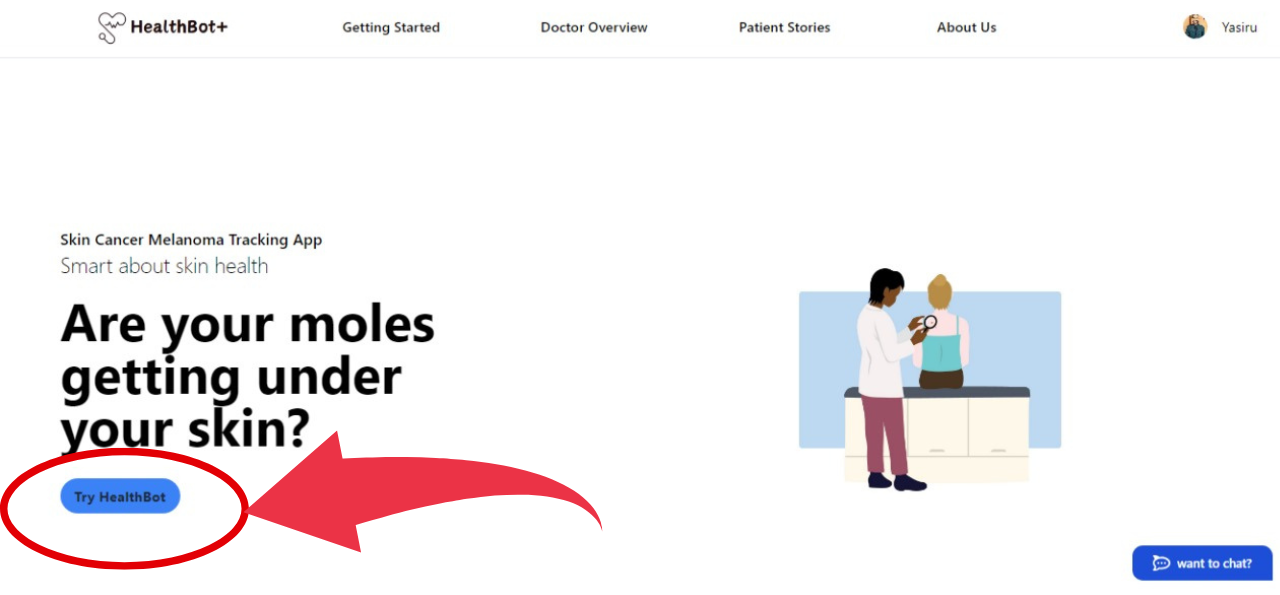 HealthBot+
Getting Started
Doctor Overview
Patient Stories
About Us
Yasiru
Skin Cancer Melanoma Tracking App
Smart about skin health
Are your moles
getting under
your skin?
Try HealthBot
want to chat?